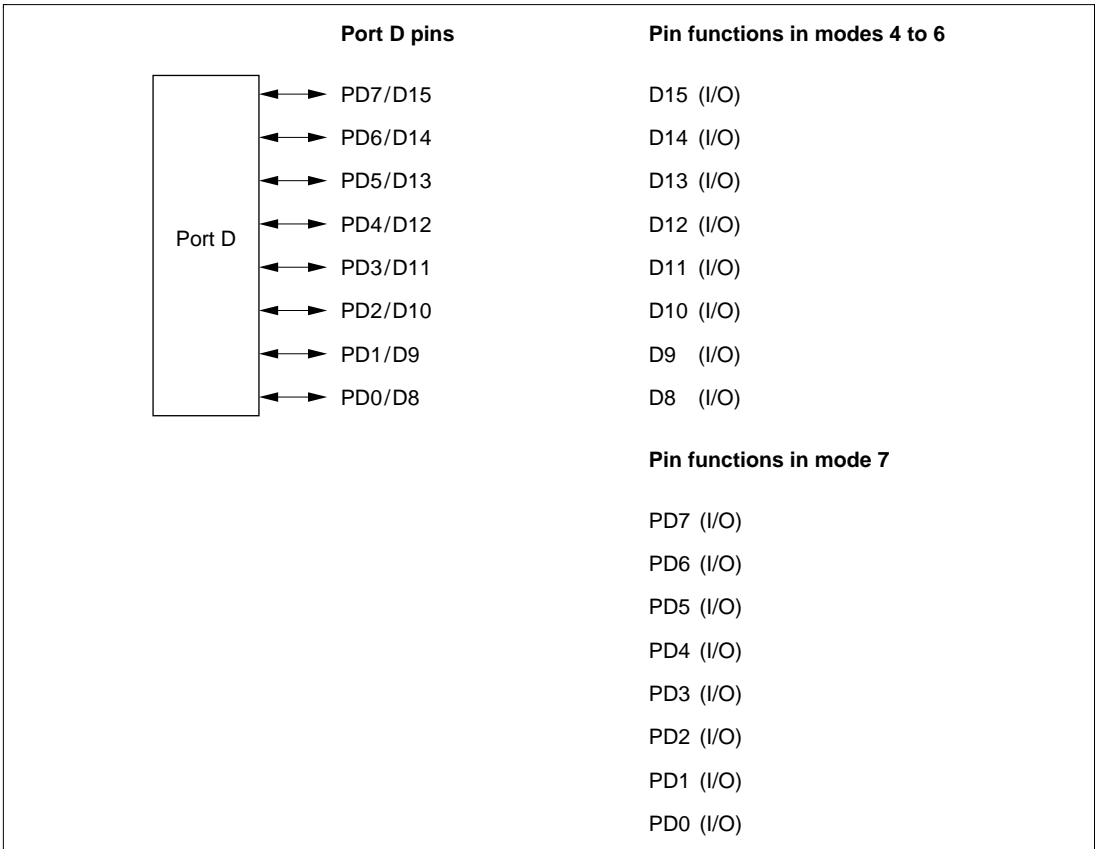 Port D pins Pin functions in modes 4 to 6
PD7/D15 D15 (I/O)
PD6/D14 D14 (I/O)
PD5/D13 D13 (I/O)
PD4/D12 D12 (I/O)
Port D
PD3/D11 D11 (I/O)
PD2/D10 D10 (I/O)
PD1/D9 D9 (I/O)
PD0/D8 D8 (I/O)
Pin functions in mode 7
PD7 (I/O)
PD6 (I/O)
PD5 (I/O)
PD4 (I/O)
PD3 (I/O)
PD2 (I/O)
PD1 (I/O)
PD0 (I/O)